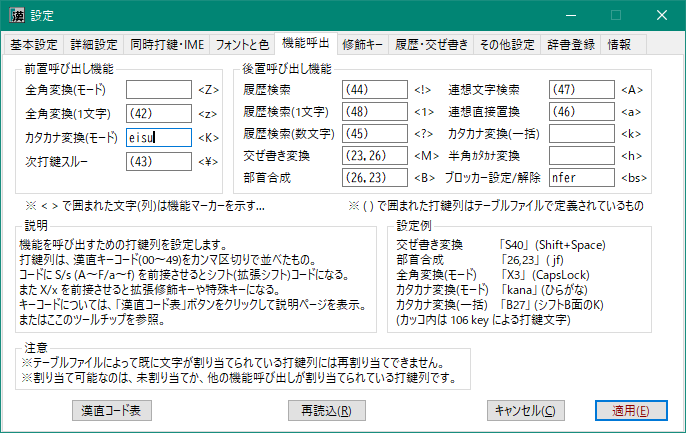 漢 設定
基本設定 詳細設定 同時打鍵・IME フォントと色 機能呼出 修飾キー 履歴・交ぜ書き その他設定 辞書登録 情報
前置呼び出し機能
全角変換(モード) <Z>
全角変換(1文字) (42) <z>
カタカナ変換(モード) eisu <K>
次打鍵スルー (43) <¥>
後置呼び出し機能
履歴検索 (44) <!> 連想文字検索 (47) <A>
履歴検索(1文字) (48) <1> 連想直接置換 (46) <a>
履歴検索(数文字) (45) <?> カタカナ変換(一括) <k>
交ぜ書き変換 (23,26) <M> 半角カタカナ変換 <h>
部首合成 (26,23) <B> ブロッカー設定/解除 nfer <bs>
※ < > で囲まれた文字(列)は機能マーカーを示す...
※ ( ) で囲まれた打鍵列はテーブルファイルで定義されているもの
説明
機能を呼び出すための打鍵列を設定します。
打鍵列は、漢直キーコード(00～49)をカンマ区切りで並べたもの。
コードに S/s (A～F/a～f) を前接させるとシフト(拡張シフト)コードになる。
また X/x を前接させると拡張修飾キーや特殊キーになる。
キーコードについては、「漢直コード表」ボタンをクリックして説明ページを表示。
またはここのツールチップを参照。
設定例
交ぜ書き変換 「S40」 (Shift+Space)
部首合成 「26,23」 ( jf)
全角変換(モード) 「X3」 (CapsLock)
カタカナ変換(モード) 「kana」 (ひらがな)
カタカナ変換(一括) 「B27」 (シフトB面のK)
(カッコ内は 106 key による打鍵文字)
注意
※テーブルファイルによって既に文字が割り当てられている打鍵列には再割り当てできません。
※割り当て可能なのは、未割り当てか、他の機能呼び出しが割り当てられている打鍵列です。
漢直コード表 再読込(R) キャンセル(C) 適用(E)